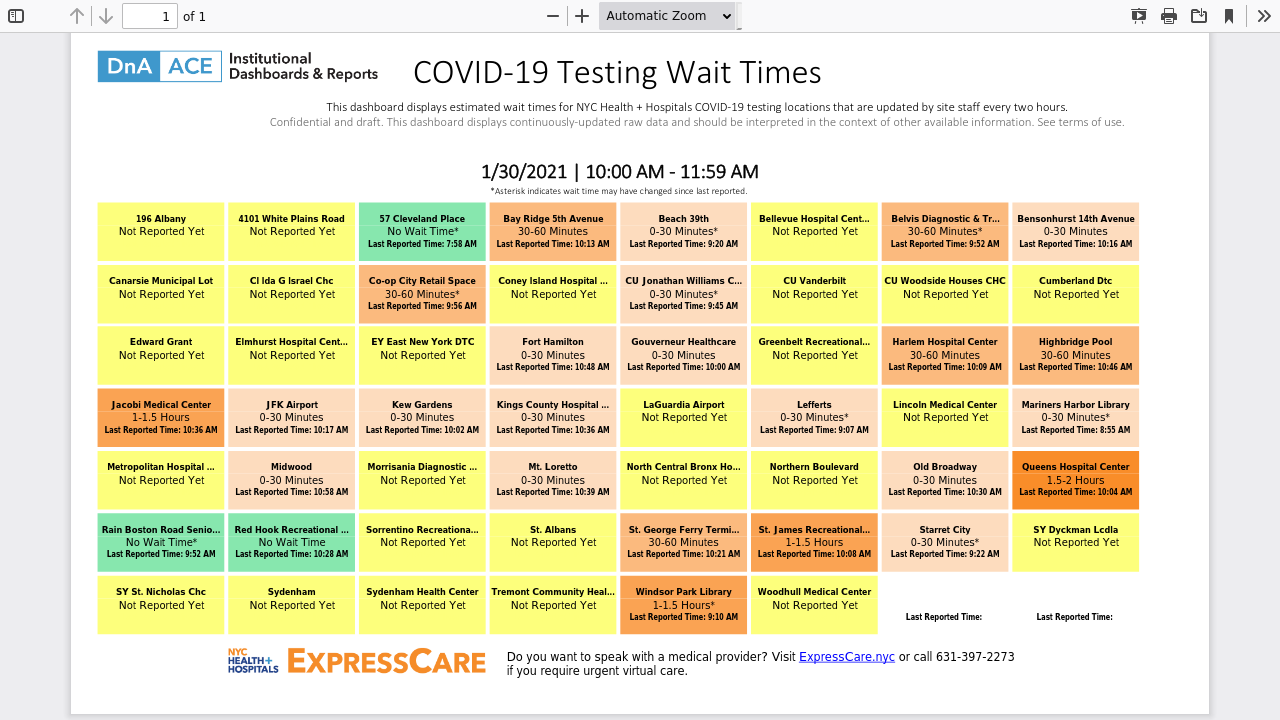 1 of 1 Automatic Zoom
DnA ACE Institutional
Dashboards & Reports
COVID-19 Testing Wait Times
This dashboard displays estimated wait times for NYC Health + Hospitals COVID-19 testing locations that are updated by site staff every two hours.
Confidential and draft. This dashboard displays continuously-updated raw data and should be interpreted in the context of other available information. See terms of use.
1/30/2021 | 10:00 AM - 11:59 AM
*Asterisk indicates wait time may have changed since last reported.
196 Albany
Not Reported Yet
4101 White Plains Road
Not Reported Yet
57 Cleveland Place
No Wait Time*
Last Reported Time: 7:58 AM
Bay Ridge 5th Avenue
30-60 Minutes
Last Reported Time: 10:13 AM
Beach 39th
0-30 Minutes*
Last Reported Time: 9:20 AM
Bellevue Hospital Cent...
Not Reported Yet
Belvis Diagnostic & Tr...
30-60 Minutes*
Last Reported Time: 9:52 AM
Bensonhurst 14th Avenue
0-30 Minutes
Last Reported Time: 10:16 AM
Canarsie Municipal Lot
Not Reported Yet
Cl Ida G Israel Chc
Not Reported Yet
Co-op City Retail Space
30-60 Minutes*
Last Reported Time: 9:56 AM
Coney Island Hospital ...
Not Reported Yet
CU Jonathan Williams C...
0-30 Minutes*
Last Reported Time: 9:45 AM
CU Vanderbilt
Not Reported Yet
CU Woodside Houses CHC
Not Reported Yet
Cumberland Dtc
Not Reported Yet
Edward Grant
Not Reported Yet
Elmhurst Hospital Cent...
Not Reported Yet
EY East New York DTC
Not Reported Yet
Fort Hamilton
0-30 Minutes
Last Reported Time: 10:48 AM
Gouverneur Healthcare
0-30 Minutes
Last Reported Time: 10:00 AM
Greenbelt Recreational...
Not Reported Yet
Harlem Hospital Center
30-60 Minutes
Last Reported Time: 10:09 AM
Highbridge Pool
30-60 Minutes
Last Reported Time: 10:46 AM
Jacobi Medical Center
1-1.5 Hours
Last Reported Time: 10:36 AM
JFK Airport
0-30 Minutes
Last Reported Time: 10:17 AM
Kew Gardens
0-30 Minutes
Last Reported Time: 10:02 AM
Kings County Hospital ...
0-30 Minutes
Last Reported Time: 10:36 AM
LaGuardia Airport
Not Reported Yet
Lefferts
0-30 Minutes*
Last Reported Time: 9:07 AM
Lincoln Medical Center
Not Reported Yet
Mariners Harbor Library
0-30 Minutes*
Last Reported Time: 8:55 AM
Metropolitan Hospital ...
Not Reported Yet
Midwood
0-30 Minutes
Last Reported Time: 10:58 AM
Morrisania Diagnostic ...
Not Reported Yet
Mt. Loretto
0-30 Minutes
Last Reported Time: 10:39 AM
North Central Bronx Ho...
Not Reported Yet
Northern Boulevard
Not Reported Yet
Old Broadway
0-30 Minutes
Last Reported Time: 10:30 AM
Queens Hospital Center
1.5-2 Hours
Last Reported Time: 10:04 AM
Rain Boston Road Senio...
No Wait Time*
Last Reported Time: 9:52 AM
Red Hook Recreational ...
No Wait Time
Last Reported Time: 10:28 AM
Sorrentino Recreationa...
Not Reported Yet
St. Albans
Not Reported Yet
St. George Ferry Termi...
30-60 Minutes
Last Reported Time: 10:21 AM
St. James Recreational...
1-1.5 Hours
Last Reported Time: 10:08 AM
Starret City
0-30 Minutes*
Last Reported Time: 9:22 AM
SY Dyckman Lcdla
Not Reported Yet
SY St. Nicholas Chc
Not Reported Yet
Sydenham
Not Reported Yet
Sydenham Health Center
Not Reported Yet
Tremont Community Heal...
Not Reported Yet
Windsor Park Library
1-1.5 Hours*
Last Reported Time: 9:10 AM
Woodhull Medical Center
Not Reported Yet
Last Reported Time:
Last Reported Time:
NYC
HEALTH+
HOSPITALS
EXPRESSCARE
Do you want to speak with a medical provider? Visit ExpressCare.nyc or call 631-397-2273
if you require urgent virtual care.